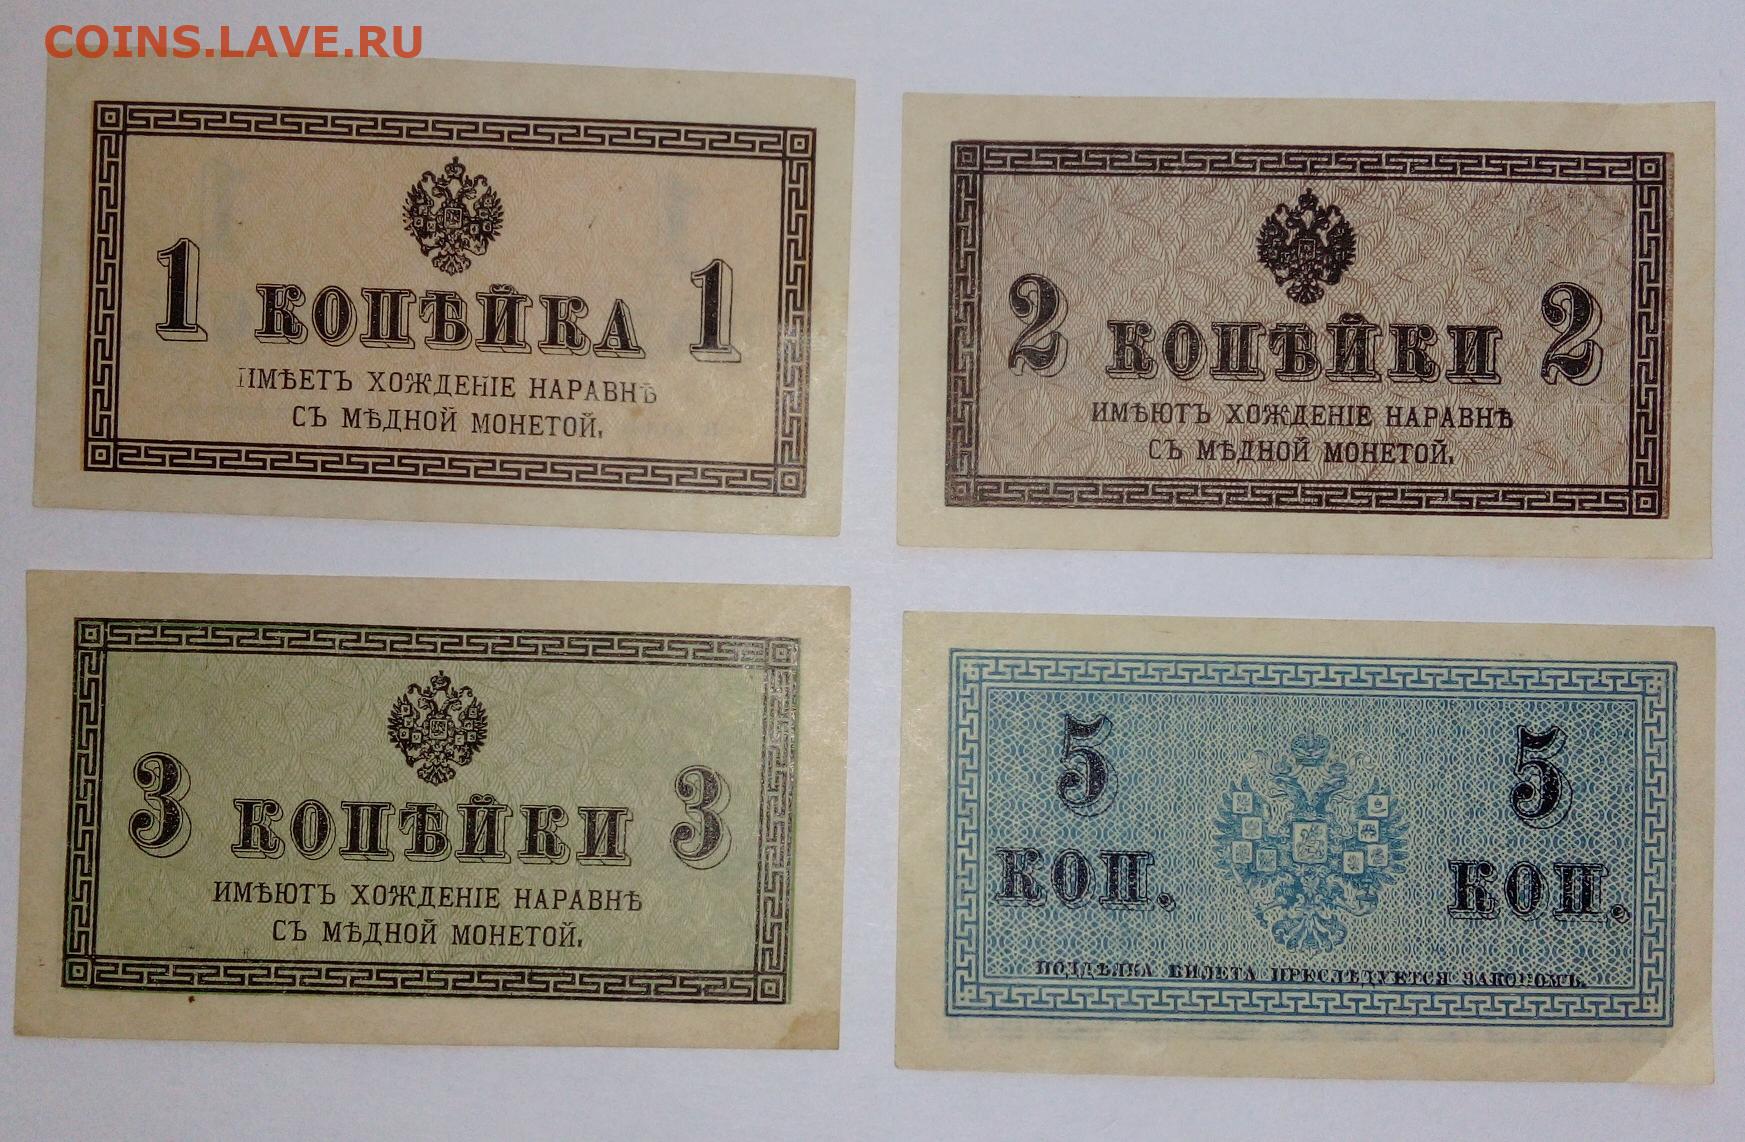 COINS.LAVE.RU
1 КОПѢЙКА 1
ИМѢЕТЪ ХОЖДЕНІЕ НАРАВНѢ
СЪ МѢДНОЙ МОНЕТОЙ.
2 КОПѢЙКИ 2
ИМѢЮТЪ ХОЖДЕНІЕ НАРАВНѢ
СЪ МѢДНОЙ МОНЕТОЙ.
3 КОПѢЙКИ 3
ИМѢЮТЪ ХОЖДЕНІЕ НАРАВНѢ
СЪ МѢДНОЙ МОНЕТОЙ.
5 5
КОП. КОП.
ПОДДѢЛКА БИЛЕТА ПРЕСЛѢДУЕТСЯ ЗАКОНОМЪ.